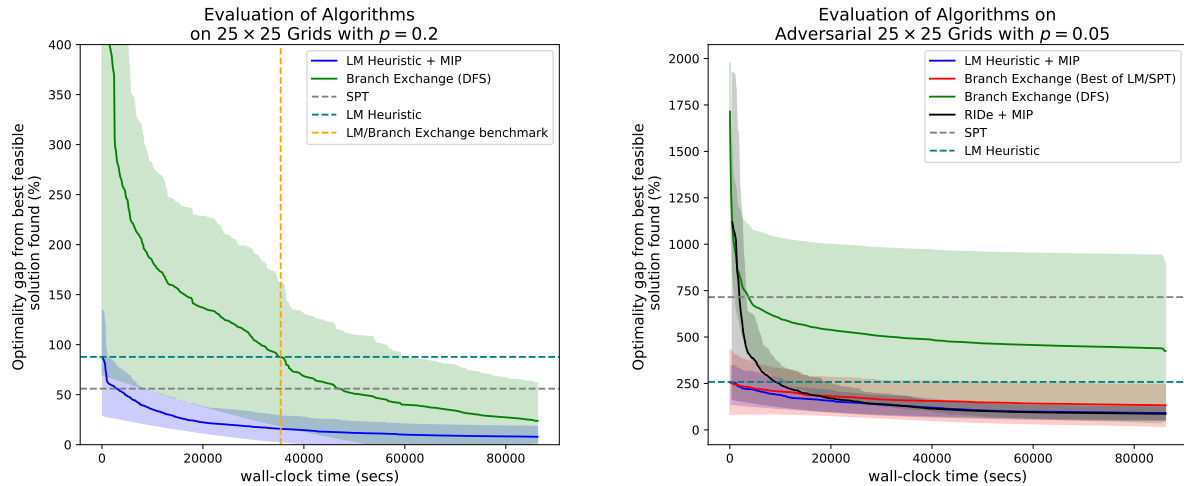 Evaluation of Algorithms
on 25 × 25 Grids with p = 0.2
Optimality gap from best feasible
solution found (%)
400
350
300
250
200
150
100
50
0
0 20000 40000 60000 80000
wall-clock time (secs)
LM Heuristic + MIP
Branch Exchange (DFS)
SPT
LM Heuristic
LM/Branch Exchange benchmark
Evaluation of Algorithms on
Adversarial 25 × 25 Grids with p = 0.05
Optimality gap from best feasible
solution found (%)
2000
1750
1500
1250
1000
750
500
250
0
0 20000 40000 60000 80000
wall-clock time (secs)
LM Heuristic + MIP
Branch Exchange (Best of LM/SPT)
Branch Exchange (DFS)
RIDe + MIP
SPT
LM Heuristic